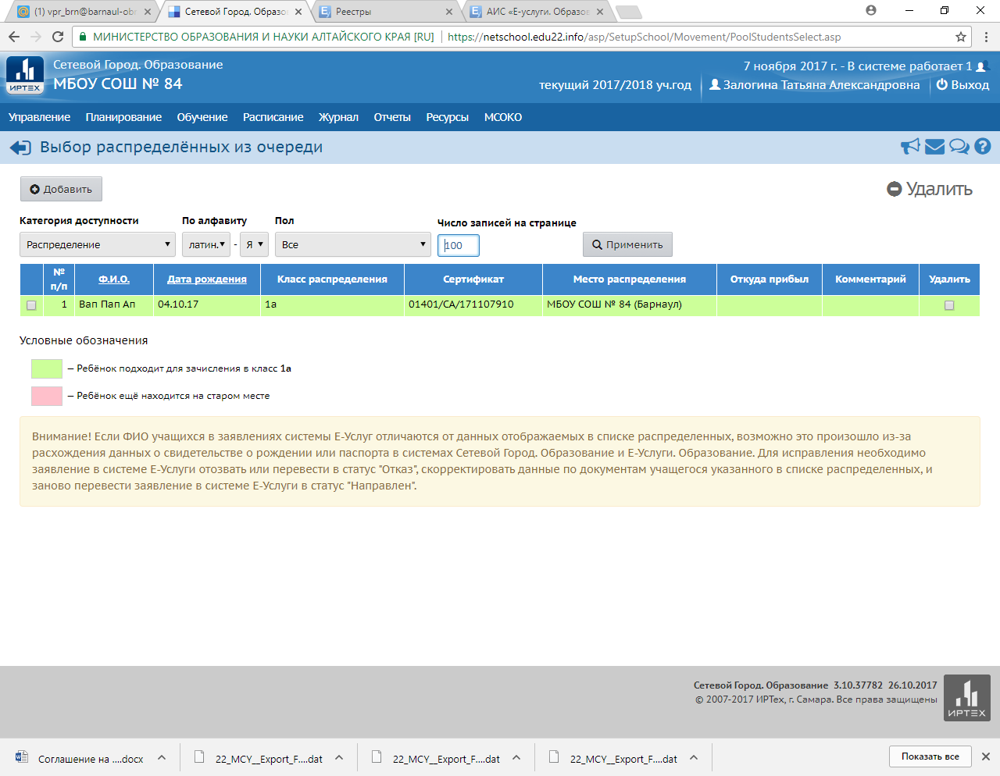 (1) vpr_brn@barnaul-obr
Сетевой Город. Образо
Реестры
АИС «Е-услуги. Образов
МИНИСТЕРСТВО ОБРАЗОВАНИЯ И НАУКИ АЛТАЙСКОГО КРАЯ [RU]
https://netschool.edu22.info/asp/SetupSchool/Movement/PoolStudentsSelect.asp
ИРТЕХ
Сетевой Город. Образование
МБОУ СОШ № 84
7 ноября 2017 г. - В системе работает 1
текущий 2017/2018 уч.год
Залогина Татьяна Александровна
Выход
Управление Планирование Обучение Расписание Журнал Отчеты Ресурсы МСОКО
Выбор распределённых из очереди
Добавить
Удалить
Категория доступности По алфавиту Пол Число записей на странице
Распределение латин. - Я Все 100 Применить
№ п/п Ф.И.О. Дата рождения Класс распределения Сертификат Место распределения Откуда прибыл Комментарий Удалить
1 Вап Пап Ап 04.10.17 1а 01401/СА/171107910 МБОУ СОШ № 84 (Барнаул)
Условные обозначения
— Ребёнок подходит для зачисления в класс 1а
— Ребёнок ещё находится на старом месте
Внимание! Если ФИО учащихся в заявлениях системы Е-Услуг отличаются от данных отображаемых в списке распределенных, возможно это произошло из-за
расхождения данных о свидетельстве о рождении или паспорта в системах Сетевой Город. Образование и Е-Услуги. Образование. Для исправления необходимо
заявление в системе Е-Услуги отозвать или перевести в статус "Отказ", скорректировать данные по документам учащегося указанного в списке распределенных, и
заново перевести заявление в системе Е-Услуги в статус "Направлен".
Сетевой Город. Образование 3.10.37782 26.10.2017
© 2007-2017 ИРТех, г. Самара. Все права защищены
ИРТЕХ
Соглашение на ....docx
22_MCY__Export_F....dat
22_MCY__Export_F....dat
22_MCY__Export_F....dat
Показать все